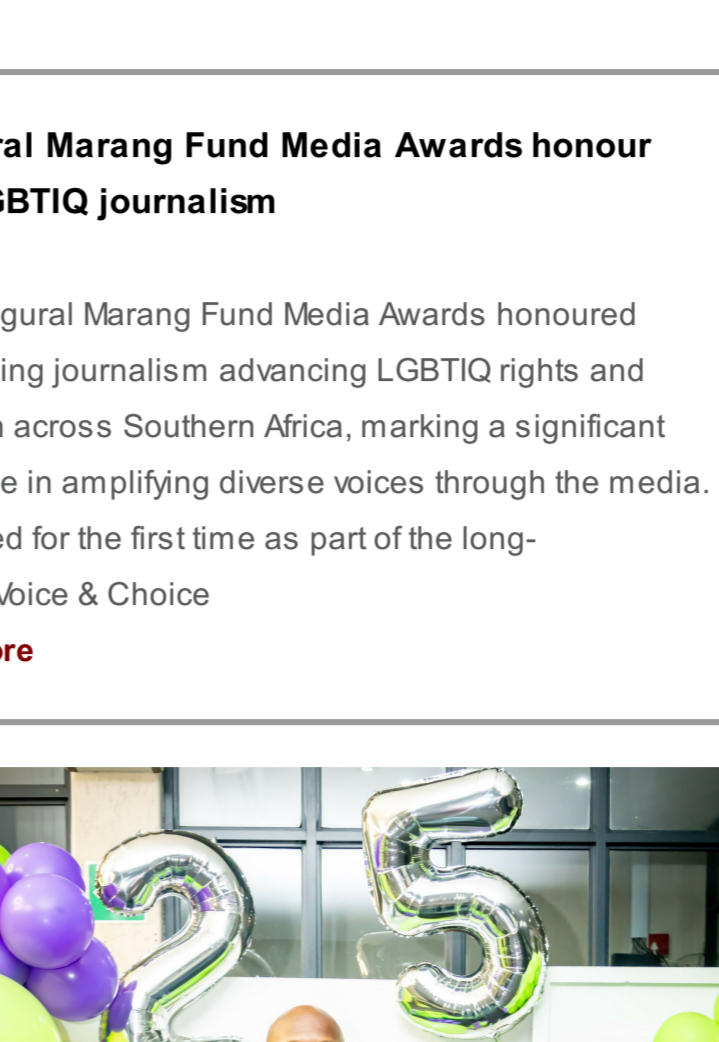 ral Marang Fund Media Awards honour
GBTIQ journalism
gural Marang Fund Media Awards honoured
ing journalism advancing LGBTIQ rights and
across Southern Africa, marking a significant
e in amplifying diverse voices through the media.
ed for the first time as part of the long-
Voice & Choice
ore
25